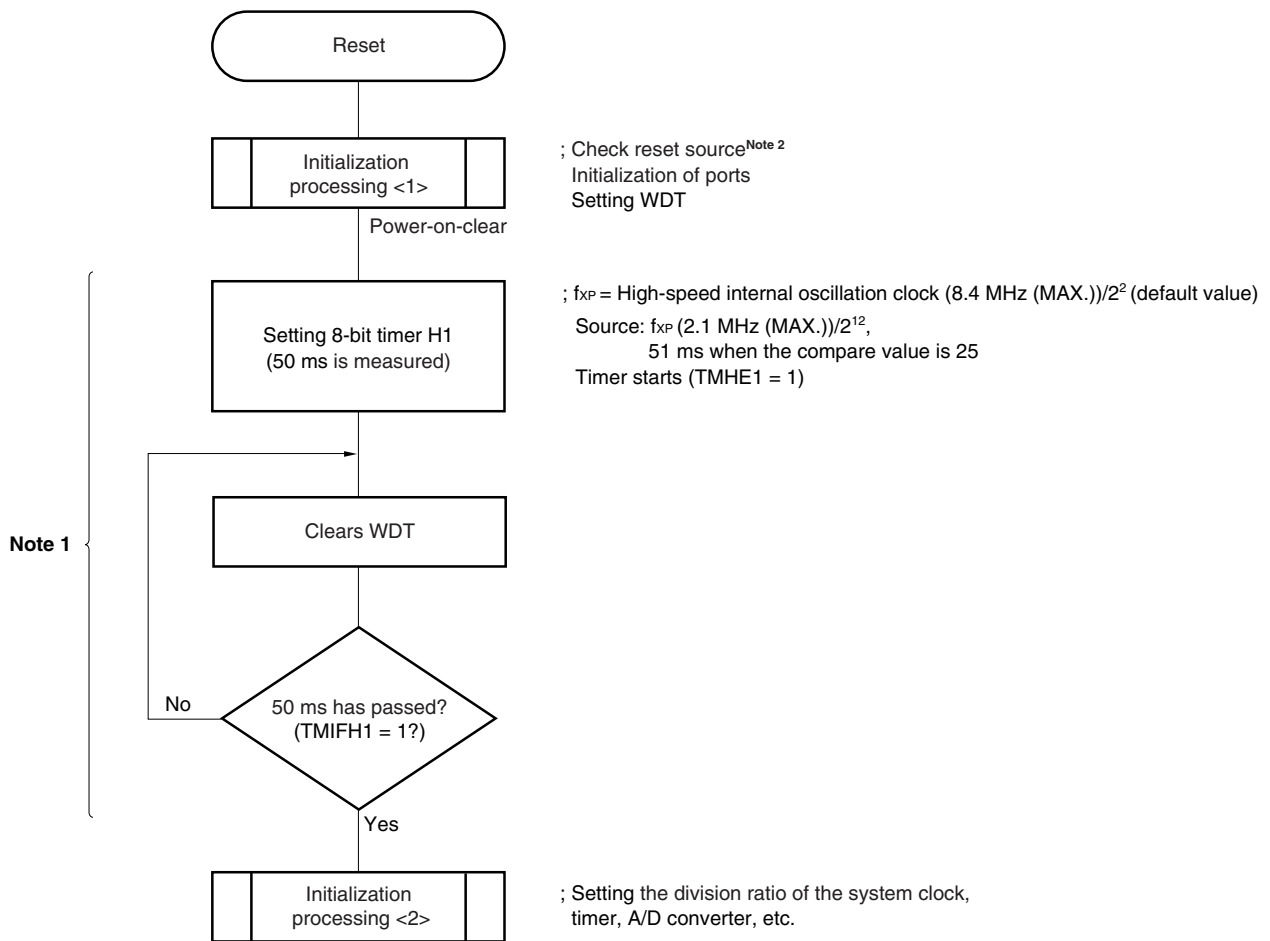 Reset
Initialization
processing <1>
; Check reset source Note 2
Initialization of ports
Setting WDT
Power-on-clear
Setting 8-bit timer H1
(50 ms is measured)
; fXP = High-speed internal oscillation clock (8.4 MHz (MAX.))/2² (default value)
Source: fXP (2.1 MHz (MAX.))/2¹²,
51 ms when the compare value is 25
Timer starts (TMHE1 = 1)
Note 1
Clears WDT
No
50 ms has passed?
(TMIFH1 = 1?)
Yes
Initialization
processing <2>
; Setting the division ratio of the system clock,
timer, A/D converter, etc.